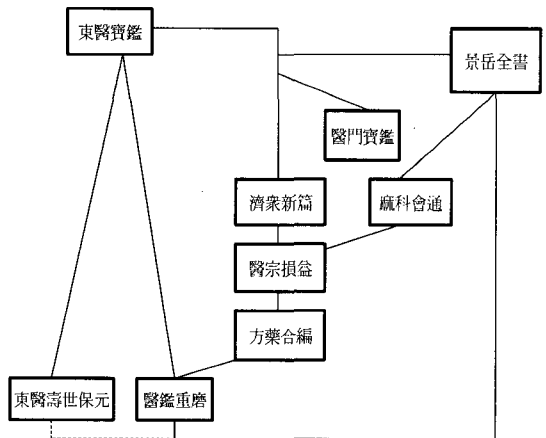 東醫寶鑑
景岳全書
醫門寶鑑
濟衆新篇
麻科會通
醫宗損益
方藥合編
東醫壽世保元
醫鑑重磨